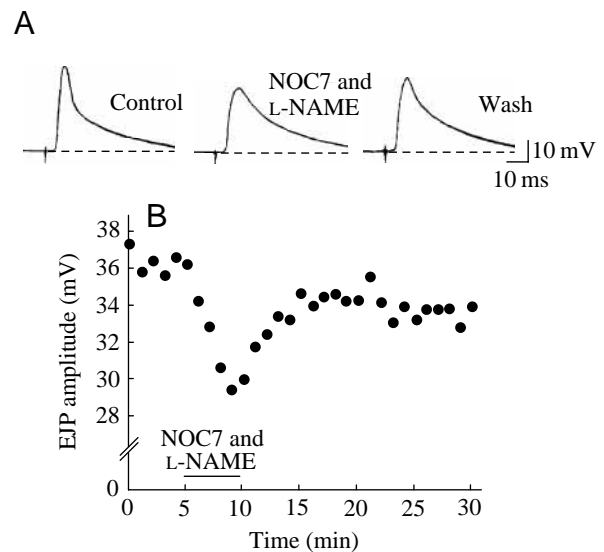 A
Control
NOC7 and
L-NAME
Wash
10 mV
10 ms
B
EJP amplitude (mV)
38
36
34
32
30
28
0
NOC7 and
L-NAME
0 5 10 15 20 25 30
Time (min)